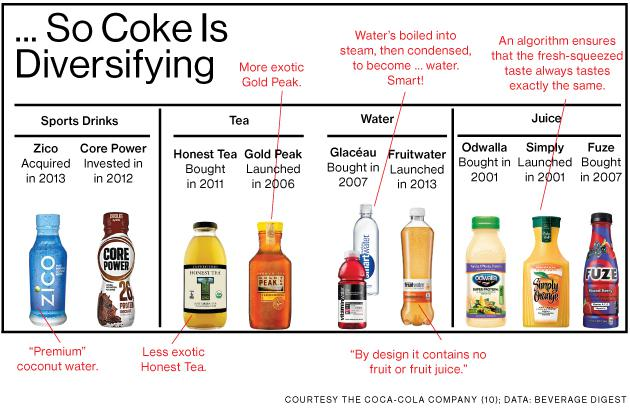 ... So Coke Is
Diversifying
More exotic
Gold Peak.
Water's boiled into
steam, then condensed,
to become ... water.
Smart!
An algorithm ensures
that the fresh-squeezed
taste always tastes
exactly the same.
Sports Drinks
Tea
Water
Juice
Zico
Acquired
in 2013
Core Power
Invested in
in 2012
Honest Tea
Bought
in 2011
Gold Peak
Launched
in 2006
Glacéau
Bought in
2007
Fruitwater
Launched
in 2013
Odwalla
Bought in
2001
Simply
Launched
in 2001
Fuze
Bought
in 2007
ZICO
CORE
POWER
26
HONEST TEA
T
PEAK
smartwater
vitaminwater
fruitwater
Odwalla
Simply
Orange
FUZE
"Premium"
coconut water.
Less exotic
Honest Tea.
"By design it contains no
fruit or fruit juice."
COURTESY THE COCA-COLA COMPANY (10); DATA: BEVERAGE DIGEST